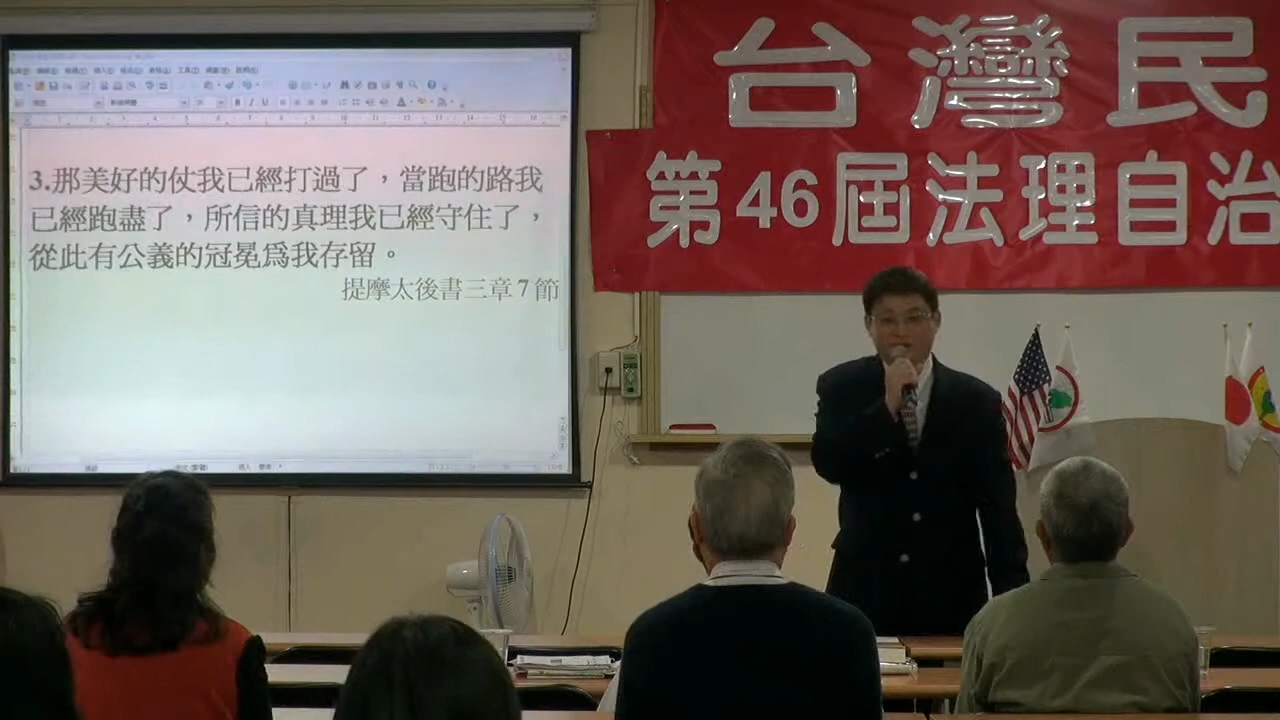 3.那美好的仗我已經打過了，當跑的路我
已經跑盡了，所信的真理我已經守住了，
從此有公義的冠冕爲我存留。
提摩太後書三章 7 節
台灣民
第46屆法理自治